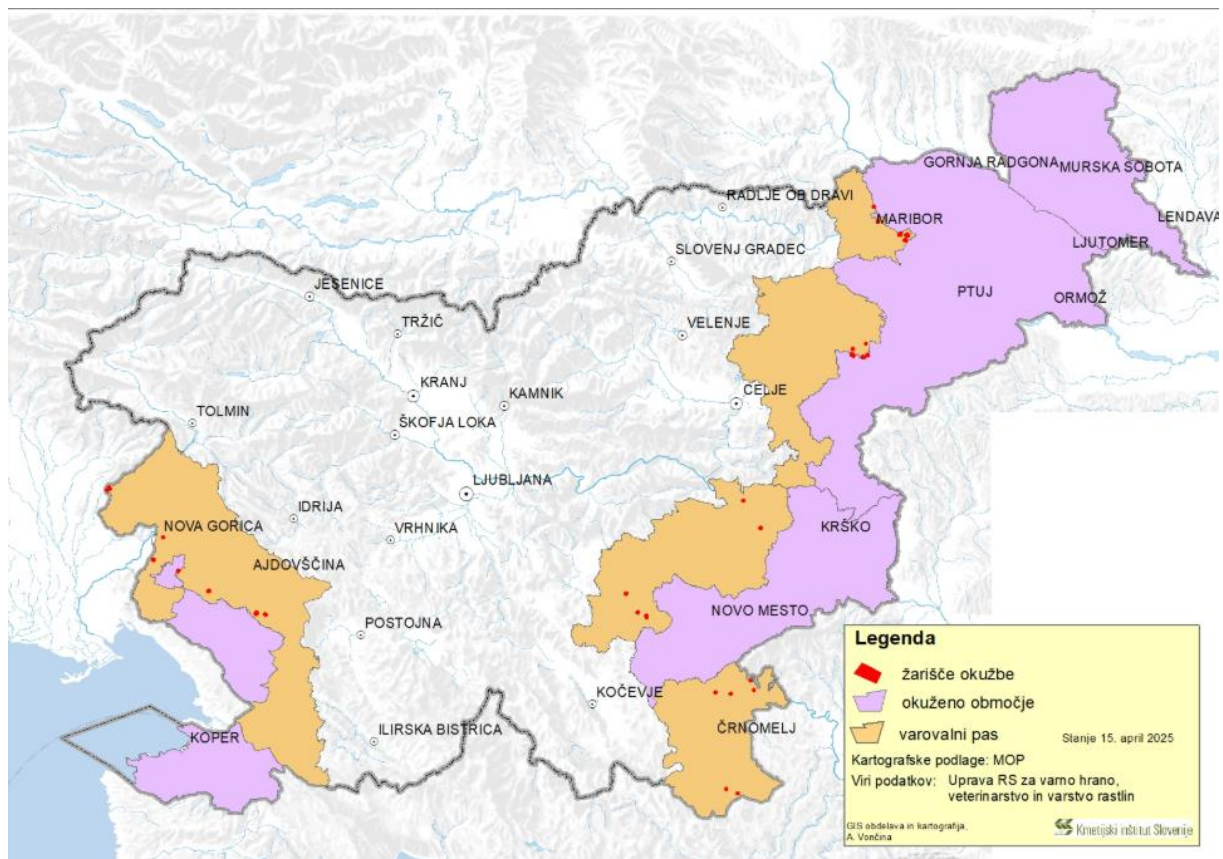 GORNJA RADGONA
MURSKA SOBOTA
RADLJE OB DRAVI
MARIBOR
LENDAVA
SLOVENJ GRADEC
LJUTOMER
JESENICE
PTUJ
ORMOŽ
TRŽIČ
VELENJE
KRANJ
KAMNIK
CELJE
TOLMIN
ŠKOFJA LOKA
LJUBLJANA
IDRIJA
NOVA GORICA
VRHNIKA
KRŠKO
AJDOVŠČINA
NOVO MESTO
POSTOJNA
KOČEVJE
ČRNOMELJ
KOPER
ILIRSKA BISTRICA
Legenda
žarišče okužbe
okuženo območje
varovalni pas
Stanje 15. april 2025
Kartografske podlage: MOP
Viri podatkov: Uprava RS za varno hrano,
veterinarstvo in varstvo rastlin
GIS obdelava in kartografija,
A. Vončina
Kmetijski inštitut Slovenije